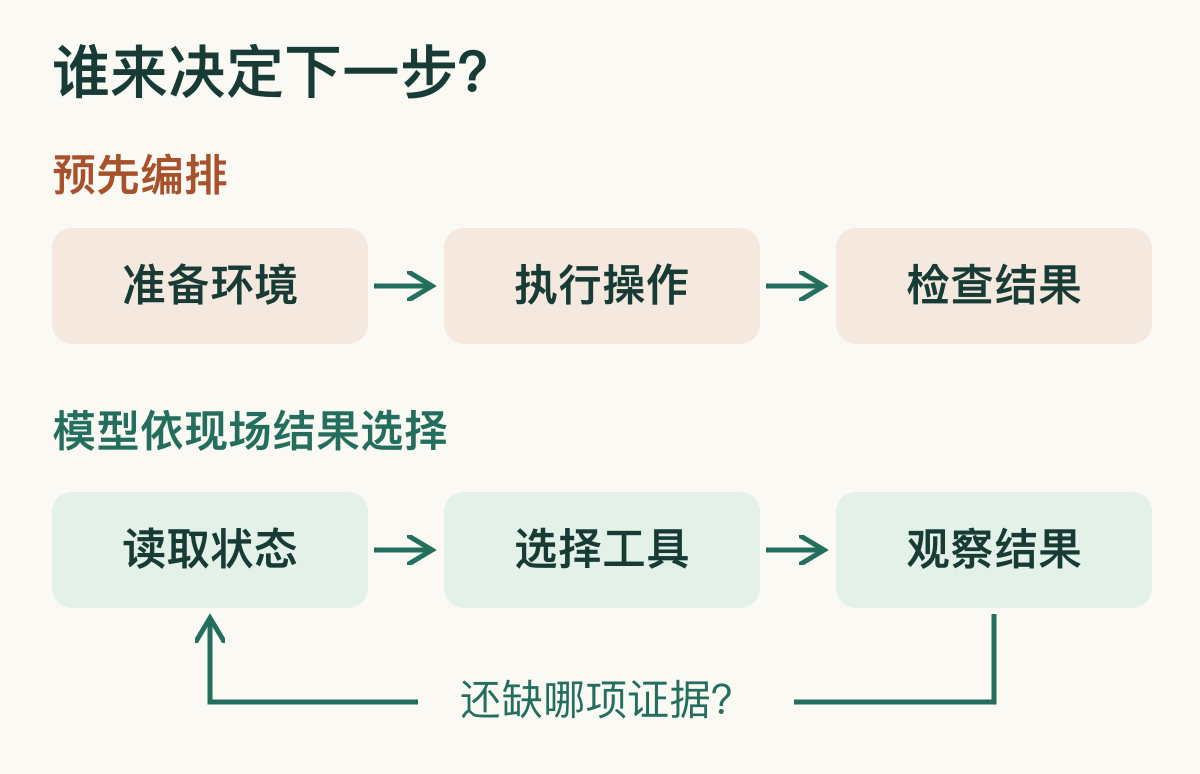 谁来决定下一步?
预先编排
准备环境
执行操作
检查结果
模型依现场结果选择
读取状态
选择工具
观察结果
还缺哪项证据?